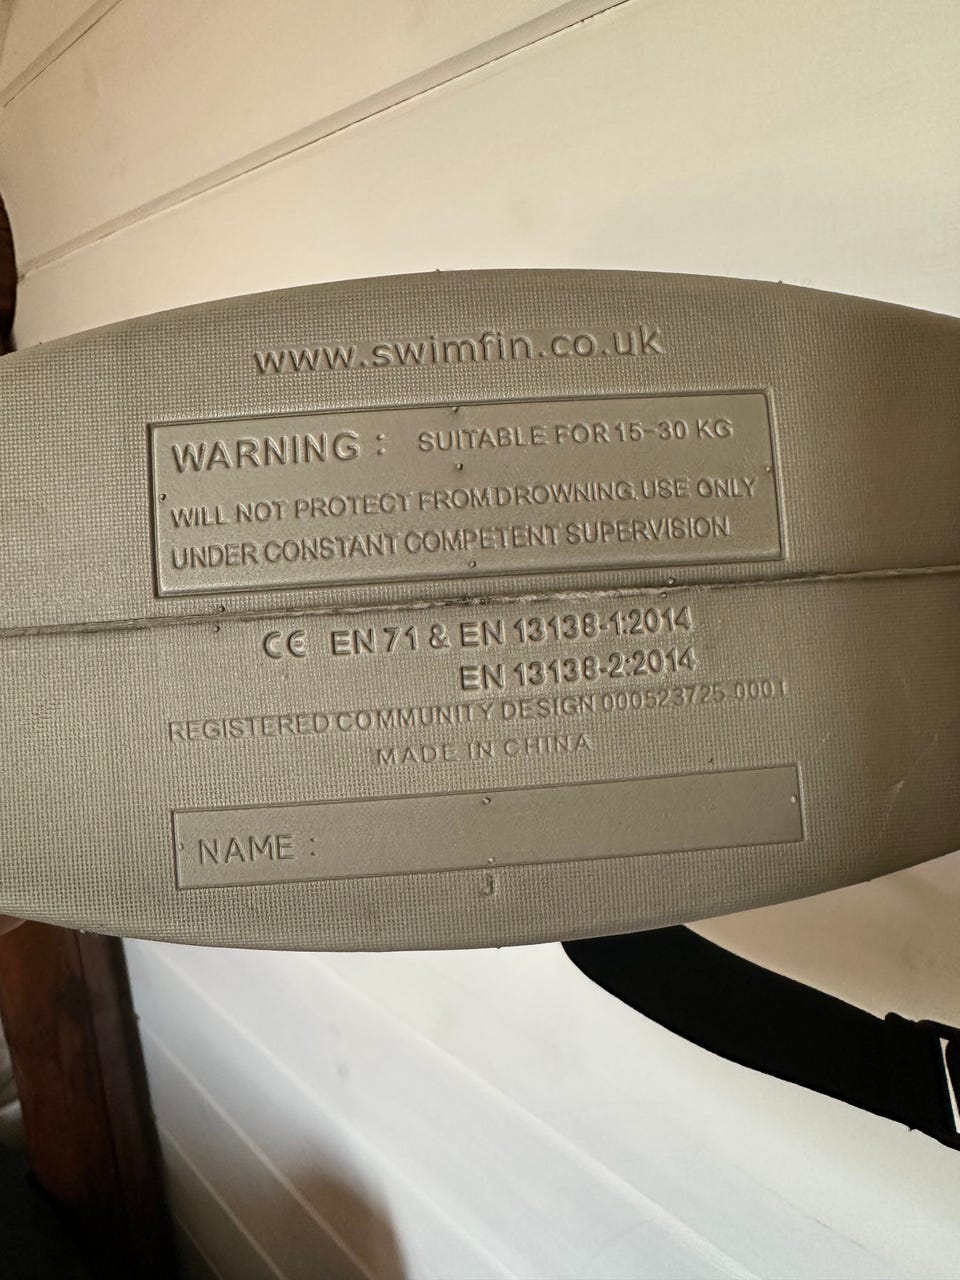 www.swimfin.co.uk
WARNING : SUITABLE FOR 15-30 KG
WILL NOT PROTECT FROM DROWNING. USE ONLY
UNDER CONSTANT COMPETENT SUPERVISION.
CE EN 71 & EN 13138-1:2014
EN 13138-2:2014
REGISTERED COMMUNITY DESIGN 000523725-0001
MADE IN CHINA
NAME :
J